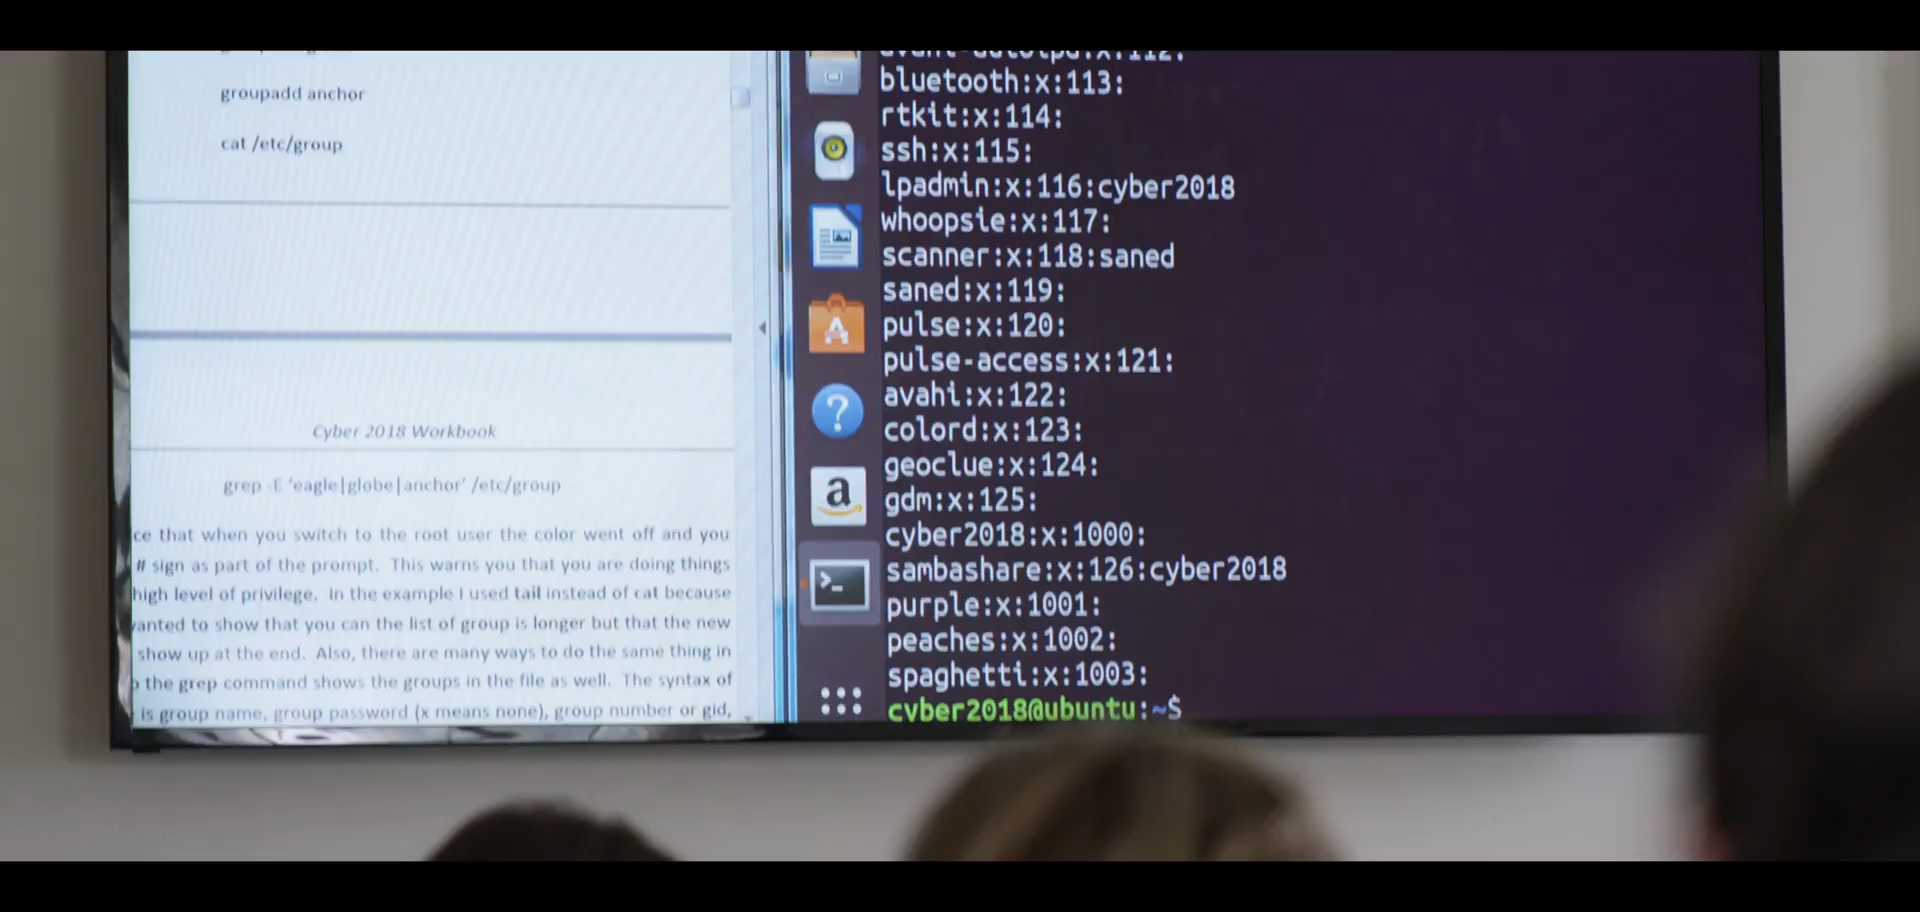 groupadd anchor
cat /etc/group
Cyber 2018 Workbook
grep -E 'eagle|globe|anchor' /etc/group
ce that when you switch to the root user the color went off and you
# sign as part of the prompt. This warns you that you are doing things
high level of privilege. In the example I used tail instead of cat because
anted to show that you can the list of group is longer but that the new
show up at the end. Also, there are many ways to do the same thing in
the grep command shows the groups in the file as well. The syntax of
is group name, group password (x means none), group number or gid,
bluetooth:x:113:
rtkit:x:114:
ssh:x:115:
lpadmin:x:116:cyber2018
whoopsie:x:117:
scanner:x:118:saned
saned:x:119:
pulse:x:120:
pulse-access:x:121:
avahi:x:122:
colord:x:123:
geoclue:x:124:
gdm:x:125:
cyber2018:x:1000:
sambashare:x:126:cyber2018
purple:x:1001:
peaches:x:1002:
spaghetti:x:1003:
cyber2018@ubuntu:~$